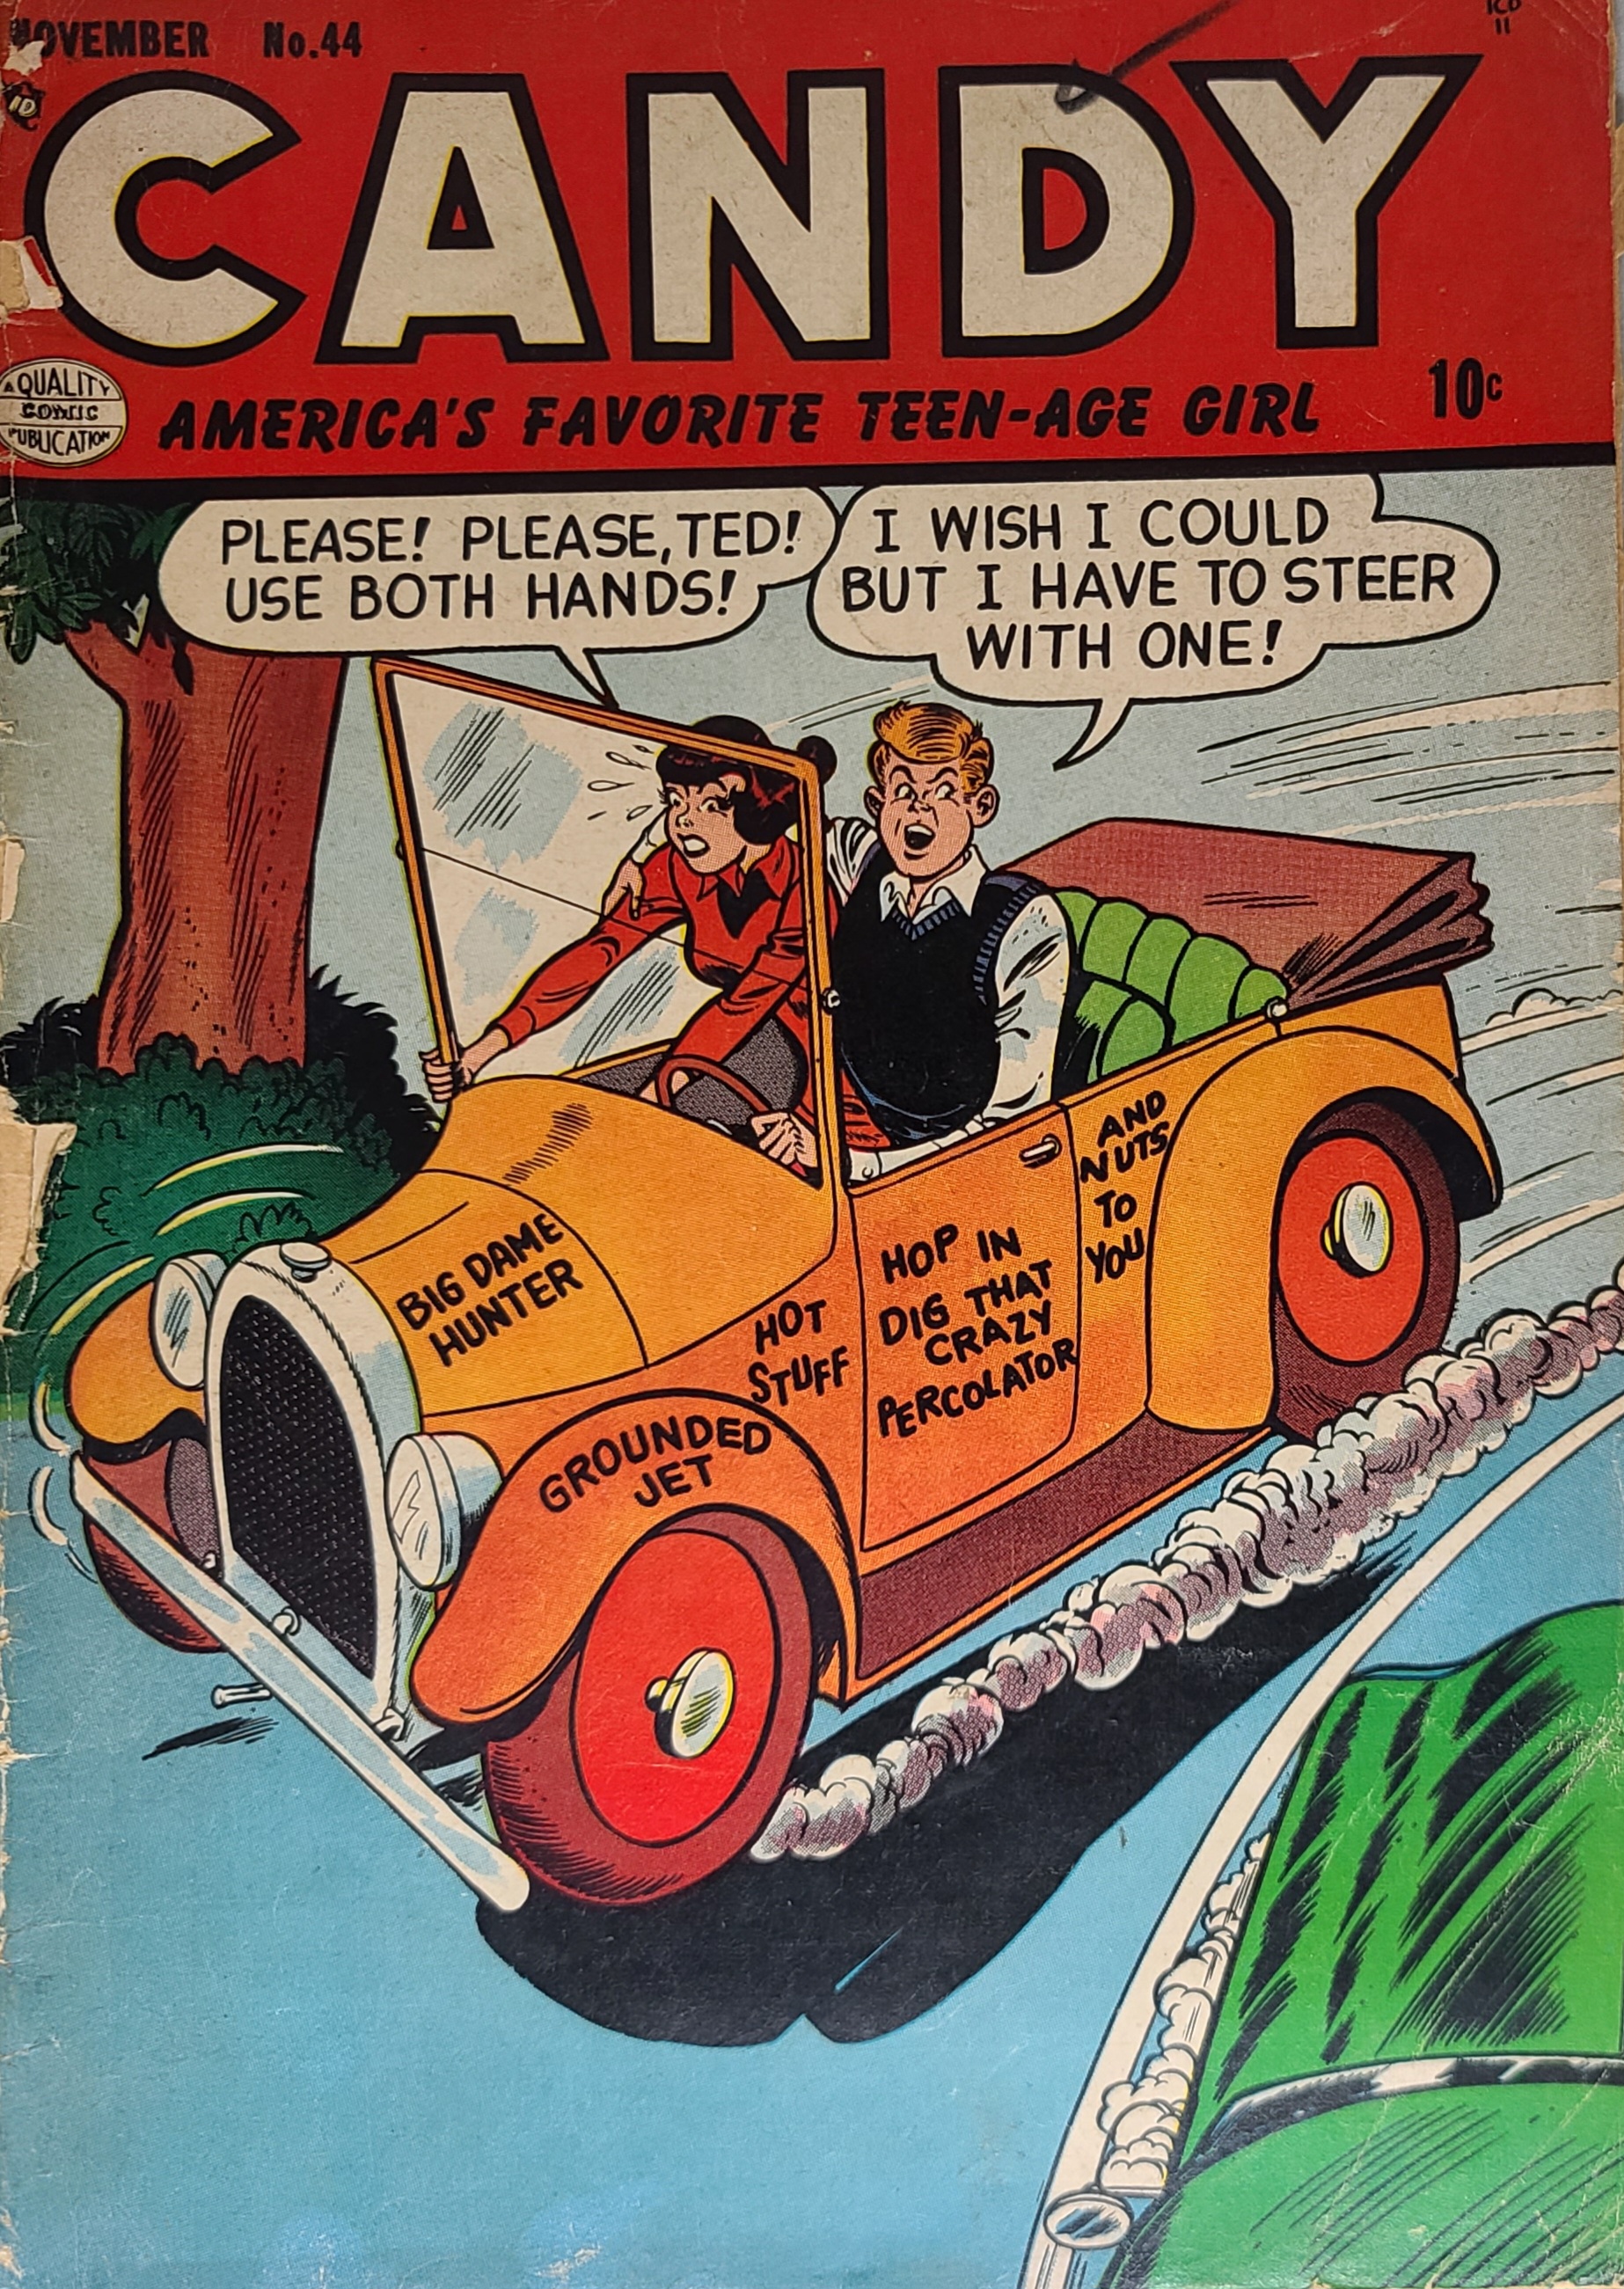 NOVEMBER No.44
CANDY
A QUALITY
COMIC
PUBLICATION
AMERICA'S FAVORITE TEEN-AGE GIRL
10c
PLEASE! PLEASE, TED!
USE BOTH HANDS!
I WISH I COULD
BUT I HAVE TO STEER
WITH ONE!
BIG DAME
HUNTER
HOT
STUFF
GROUNDED
JET
HOP IN
DIG THAT
CRAZY
PERCOLATOR
AND
NUTS
TO
YOU